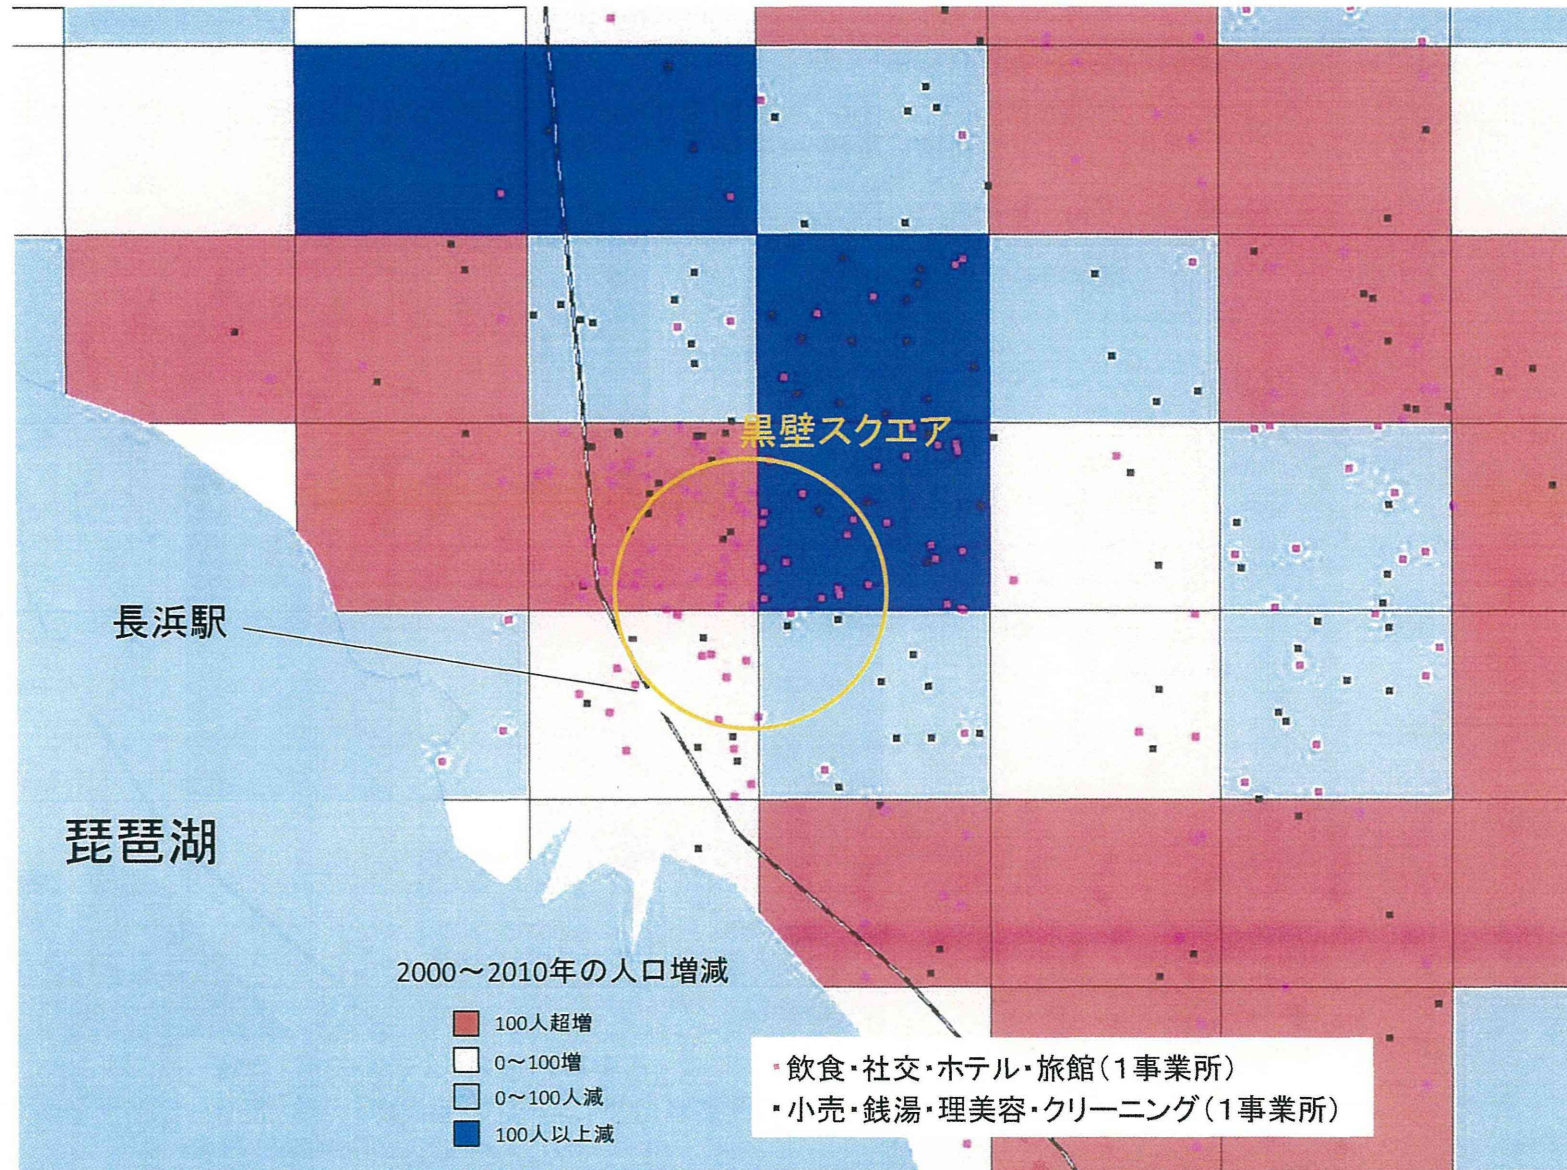 黒壁スクエア
長浜駅
琵琶湖
2000～2010年の人口増減
100人超増
0～100増
0～100人減
100人以上減
飲食・社交・ホテル・旅館(1事業所)
小売・銭湯・理美容・クリーニング(1事業所)